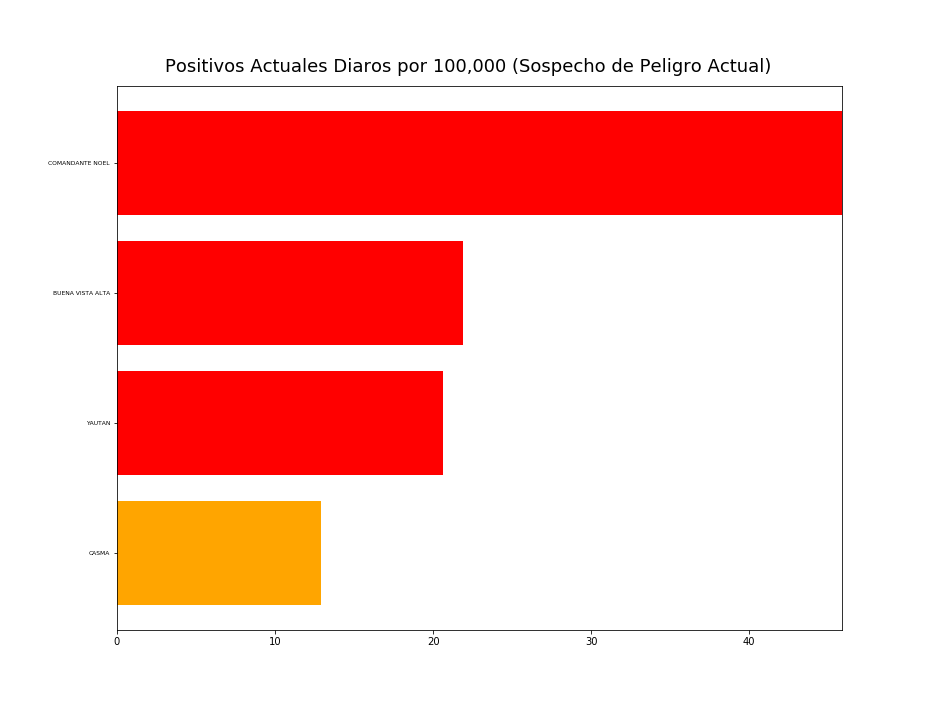 Positivos Actuales Diaros por 100,000 (Sospecho de Peligro Actual)
COMANDANTE NOEL
BUENA VISTA ALTA
YAUTAN
CASMA
0 10 20 30 40